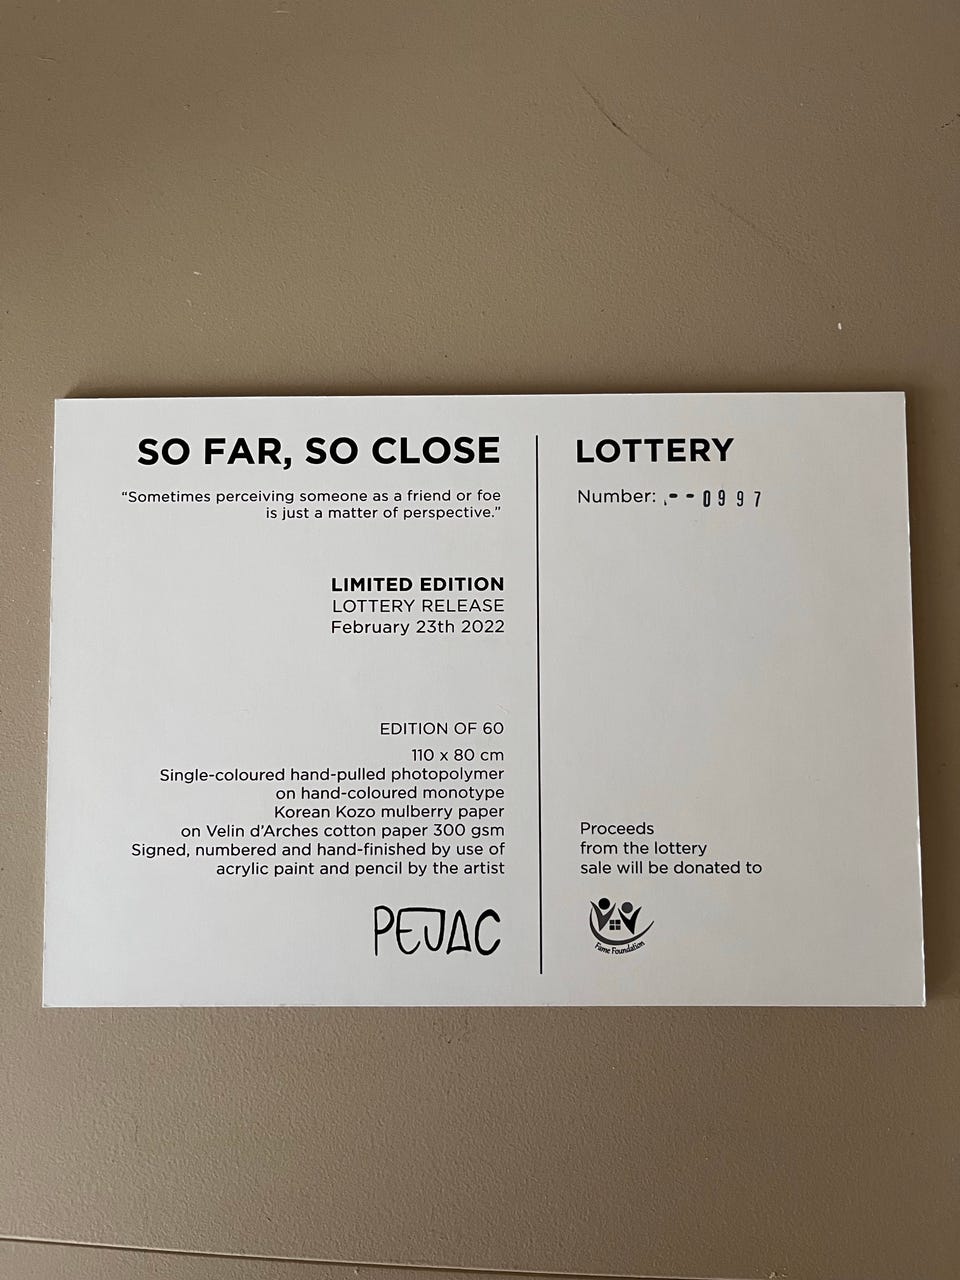 SO FAR, SO CLOSE
“Sometimes perceiving someone as a friend or foe
is just a matter of perspective.”
LIMITED EDITION
LOTTERY RELEASE
February 23th 2022
EDITION OF 60
110 x 80 cm
Single-coloured hand-pulled photopolymer
on hand-coloured monotype
Korean Kozo mulberry paper
on Velin d’Arches cotton paper 300 gsm
Signed, numbered and hand-finished by use of
acrylic paint and pencil by the artist
PEJAC
LOTTERY
Number: --0997
Proceeds
from the lottery
sale will be donated to
Fame Foundation